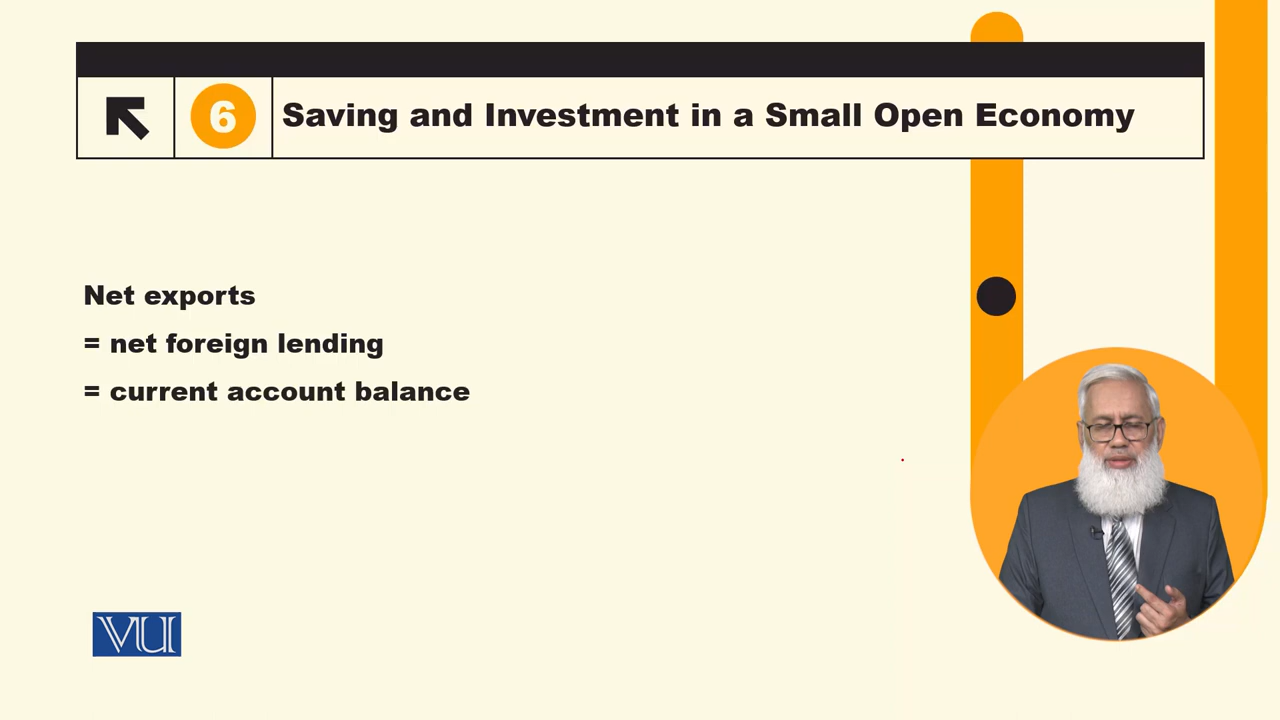 6
Saving and Investment in a Small Open Economy
Net exports
= net foreign lending
= current account balance
VU